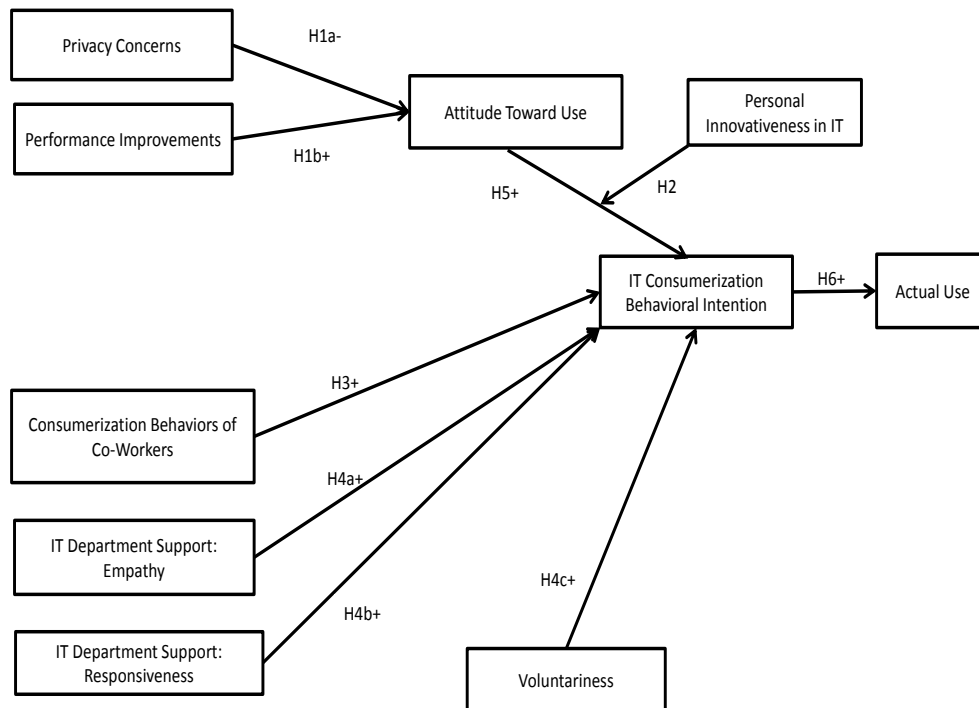 Privacy Concerns
H1a-
Performance Improvements
H1b+
Attitude Toward Use
Personal
Innovativeness in IT
H5+
H2
IT Consumerization
Behavioral Intention
H6+
Actual Use
H3+
Consumerization Behaviors of
Co-Workers
H4a+
IT Department Support:
Empathy
H4b+
H4c+
IT Department Support:
Responsiveness
Voluntariness